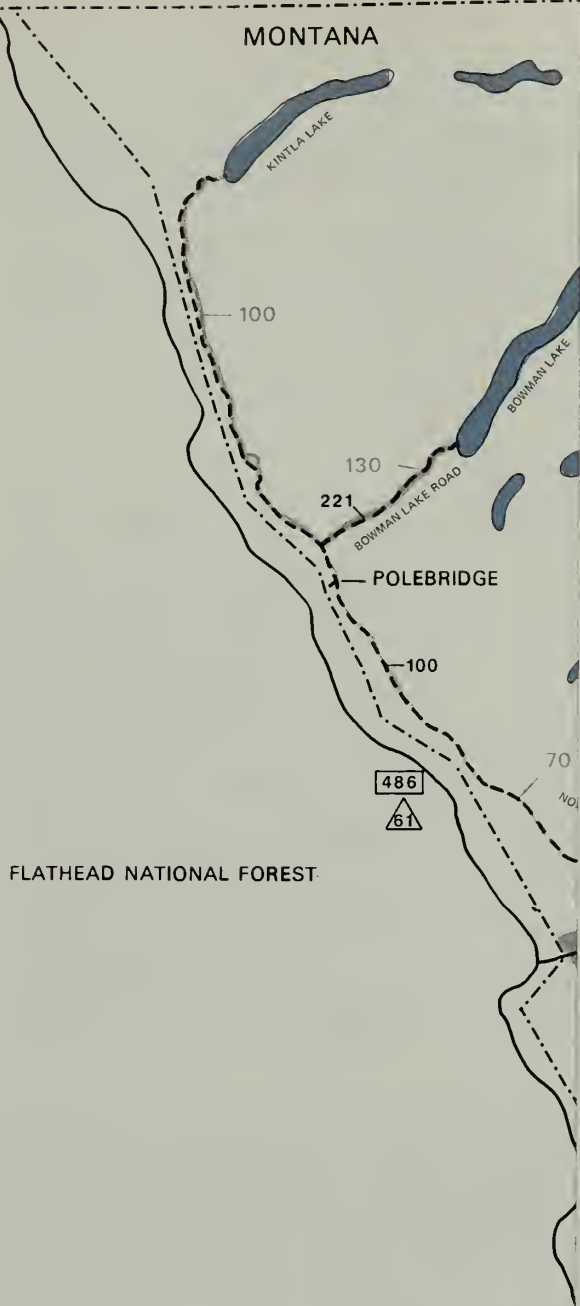 MONTANA
KINTLA LAKE
100
BOWMAN LAKE
130
221
BOWMAN LAKE ROAD
POLEBRIDGE
100
70
486
61
FLATHEAD NATIONAL FOREST